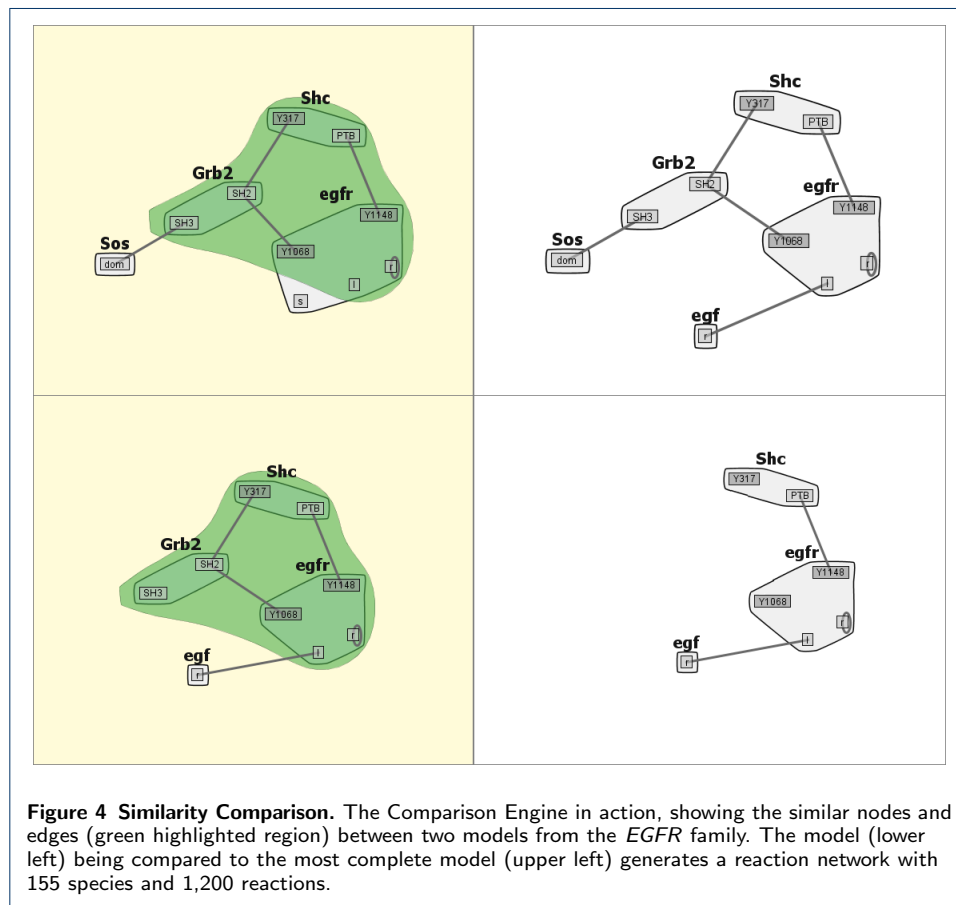 Shc
Y317
PTB
Grb2
SH2
egfr
SH3
Y1148
Sos
Y1068
dom
r
l
s
Shc
Y317
PTB
Grb2
SH2
egfr
SH3
Y1148
Sos
Y1068
dom
r
l
egf
r
Shc
Y317
PTB
Grb2
SH2
egfr
SH3
Y1148
Y1068
r
egf
l
r
Shc
Y317
PTB
egfr
Y1148
Y1068
r
egf
l
r
Figure 4 Similarity Comparison. The Comparison Engine in action, showing the similar nodes and
edges (green highlighted region) between two models from the EGFR family. The model (lower
left) being compared to the most complete model (upper left) generates a reaction network with
155 species and 1,200 reactions.